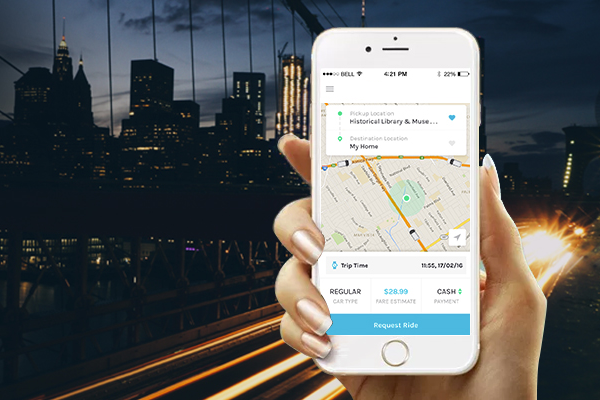 BELL 4:21 PM 22%
Pickup Location
Historical Library & Muse...
Destination Location
My Home
Trip Time 11:55, 17/02/16
REGULAR $28.99 CASH
CAR TYPE FARE ESTIMATE PAYMENT
Request Ride